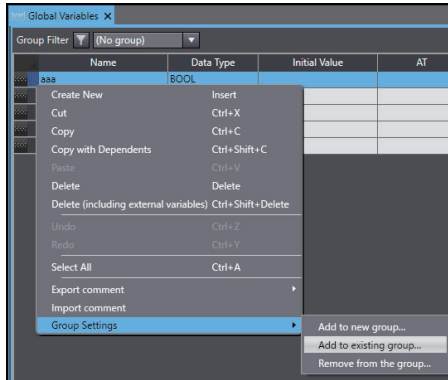 Global Variables X
Group Filter (No group)
Name Data Type Initial Value AT
aaa BOOL
Create New Insert
Cut Ctrl+X
Copy Ctrl+C
Copy with Dependents Ctrl+Shift+C
Paste Ctrl+V
Delete Delete
Delete (including external variables) Ctrl+Shift+Delete
Undo Ctrl+Z
Redo Ctrl+Y
Select All Ctrl+A
Export comment
Import comment
Group Settings
Add to new group...
Add to existing group...
Remove from the group...